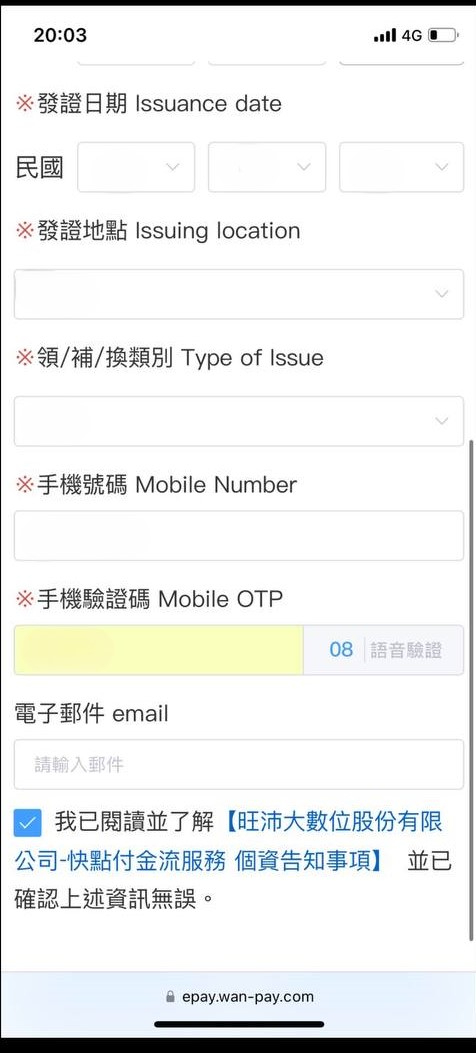 20:03
4G
※發證日期 Issuance date
民國
※發證地點 Issuing location
※領/補/換類別 Type of Issue
※手機號碼 Mobile Number
※手機驗證碼 Mobile OTP
08 語音驗證
電子郵件 email
請輸入郵件
我已閱讀並了解【旺沛大數位股份有限
公司-快點付金流服務 個資告知事項】 並已
確認上述資訊無誤。
epay.wan-pay.com